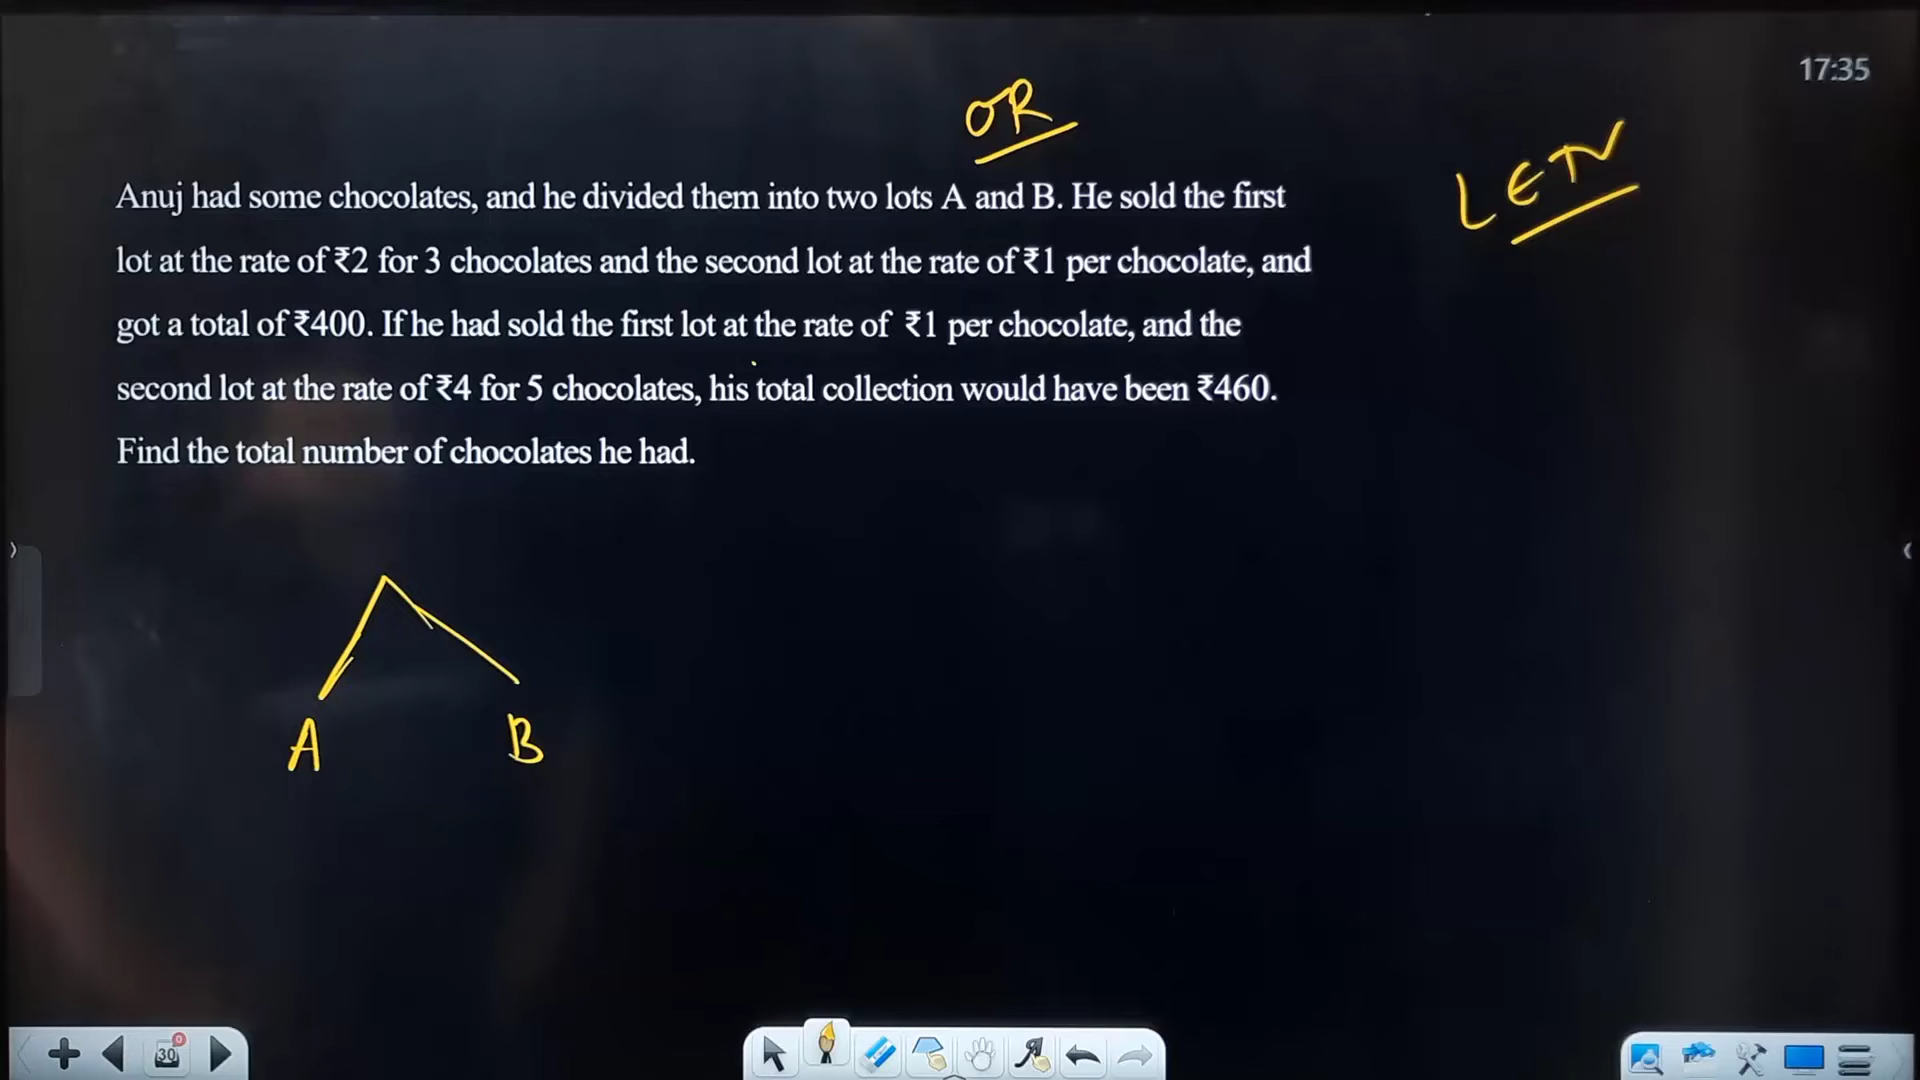 17:35
OR
LEIN
Anuj had some chocolates, and he divided them into two lots A and B. He sold the first
lot at the rate of ₹2 for 3 chocolates and the second lot at the rate of ₹1 per chocolate, and
got a total of ₹400. If he had sold the first lot at the rate of ₹1 per chocolate, and the
second lot at the rate of ₹4 for 5 chocolates, his total collection would have been ₹460.
Find the total number of chocolates he had.
A B
30 0